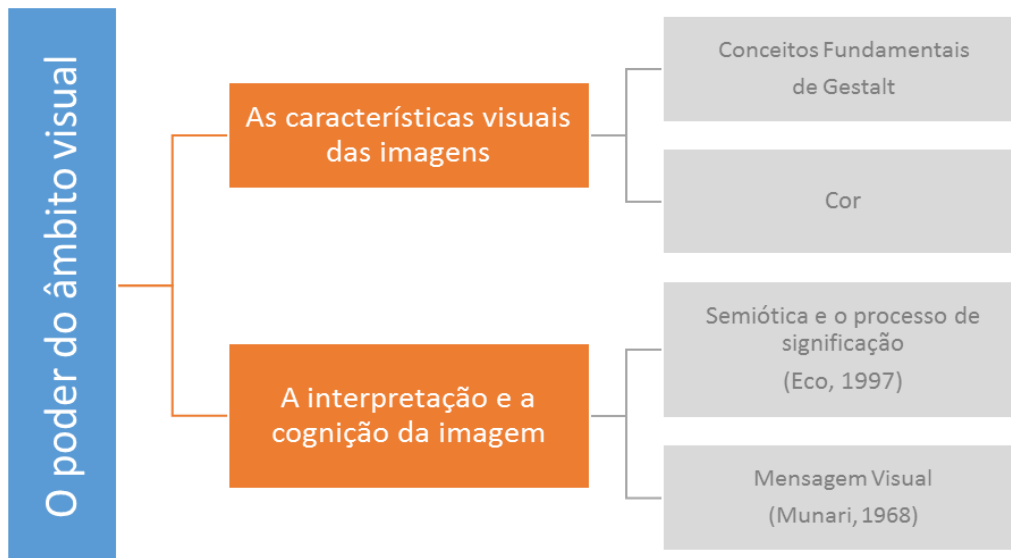 O poder do âmbito visual
As característícas visuais
das imagens
Conceitos Fundamentais
de Gestalt
Cor
A interpretação e a
cognição da imagem
Semiótica e o processo de
significação
(Eco, 1997)
Mensagem Visual
(Munari, 1968)